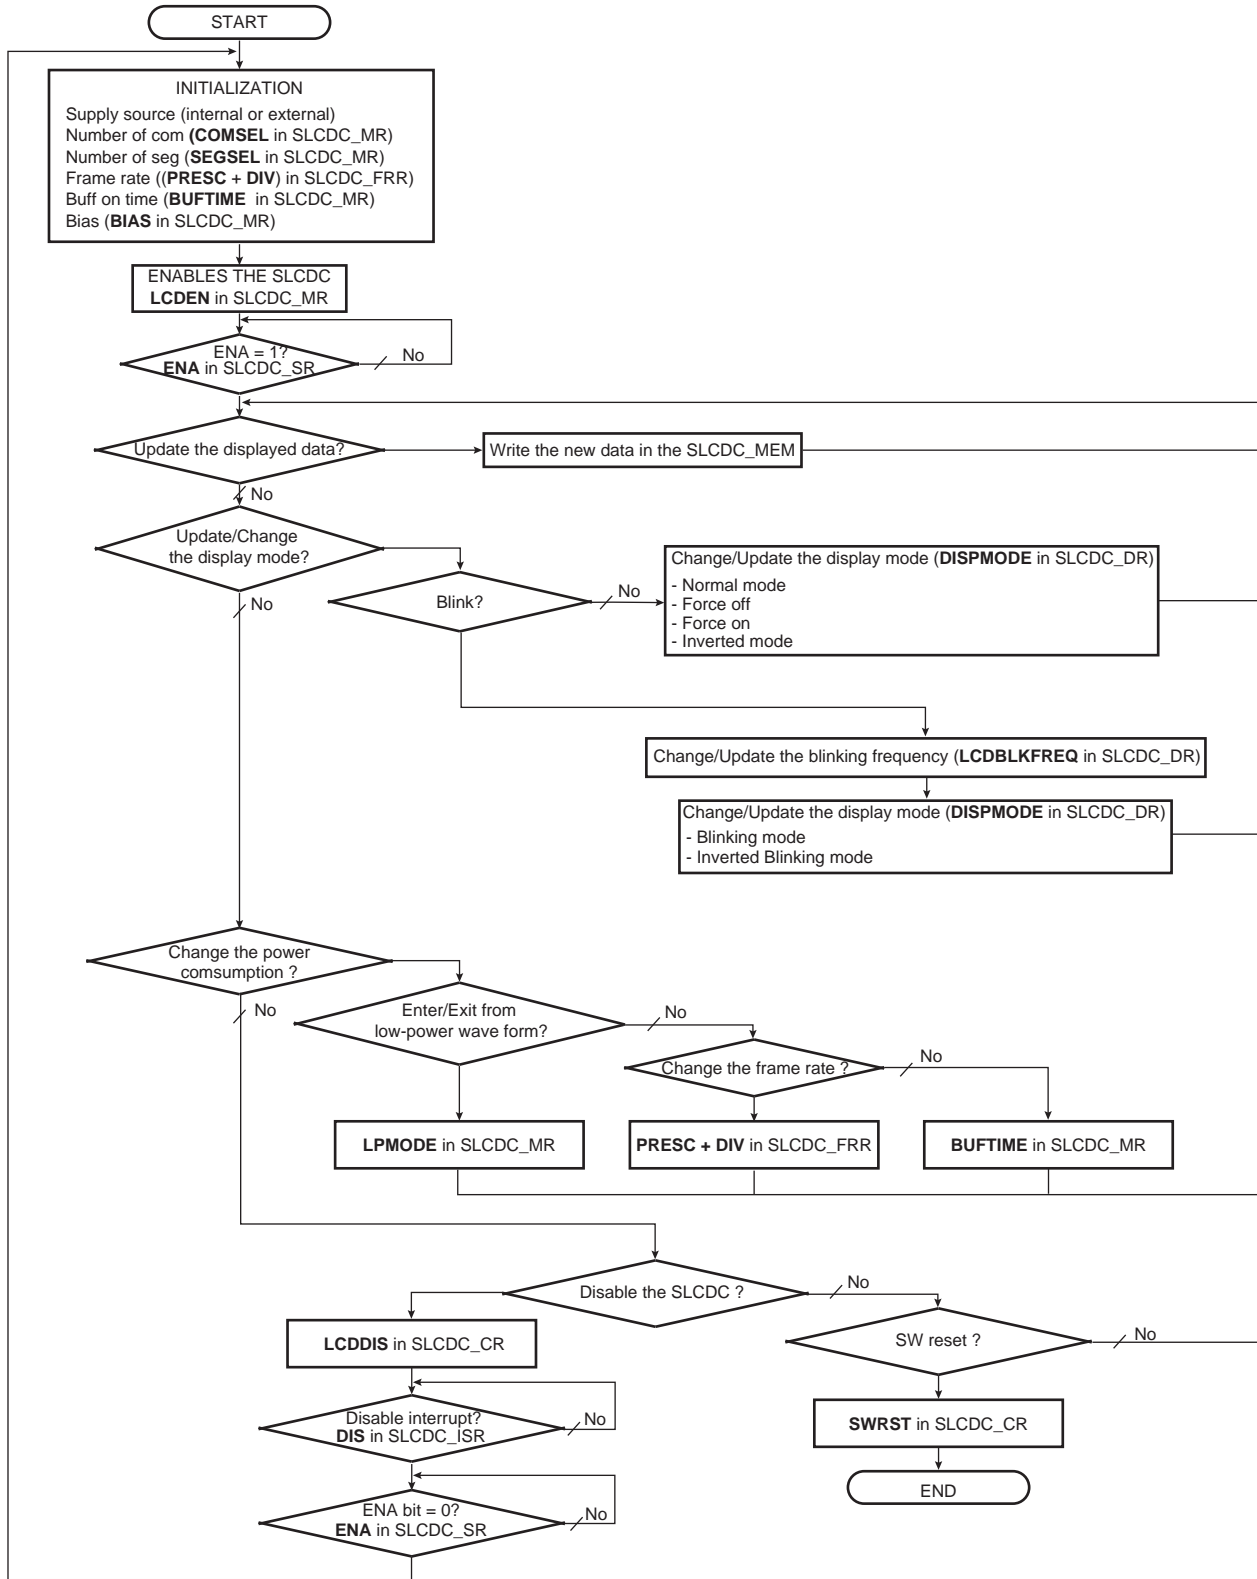 START
INITIALIZATION
Supply source (internal or external)
Number of com (COMSEL in SLCDC_MR)
Number of seg (SEGSEL in SLCDC_MR)
Frame rate ((PRESC + DIV) in SLCDC_FRR)
Buff on time (BUFTIME in SLCDC_MR)
Bias (BIAS in SLCDC_MR)
ENABLES THE SLCDC
LCDEN in SLCDC_MR
ENA = 1?
ENA in SLCDC_SR
No
Update the displayed data?
Write the new data in the SLCDC_MEM
No
Update/Change
the display mode?
No
Blink?
No
Change/Update the display mode (DISPMODE in SLCDC_DR)
- Normal mode
- Force off
- Force on
- Inverted mode
Change/Update the blinking frequency (LCDBLKFREQ in SLCDC_DR)
Change/Update the display mode (DISPMODE in SLCDC_DR)
- Blinking mode
- Inverted Blinking mode
Change the power
comsumption ?
No
Enter/Exit from
low-power wave form?
No
Change the frame rate ?
No
LPMODE in SLCDC_MR
PRESC + DIV in SLCDC_FRR
BUFTIME in SLCDC_MR
Disable the SLCDC ?
No
LCDDIS in SLCDC_CR
SW reset ?
No
Disable interrupt?
DIS in SLCDC_ISR
No
SWRST in SLCDC_CR
END
ENA bit = 0?
ENA in SLCDC_SR
No